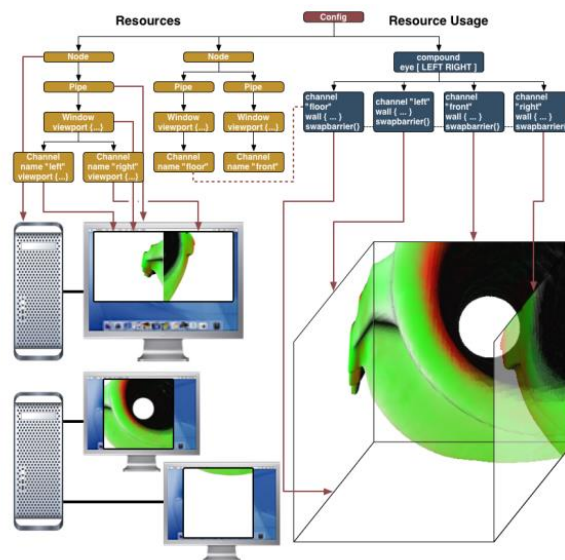 Resources
Config
Resource Usage
Node
Node
compound
eye [ LEFT RIGHT ]
Pipe
Pipe
Pipe
channel
"floor"
wall { ... }
swapbarrier{}
channel "left"
wall { ... }
swapbarrier{}
channel
"front"
wall { ... }
swapbarrier{}
channel
"right"
wall { ... }
swapbarrier{}
Window
viewport {...}
Window
viewport {...}
Window
viewport {...}
Channel
name "left"
viewport {...}
Channel
name "right"
viewport {...}
Channel
name "floor"
Channel
name "front"